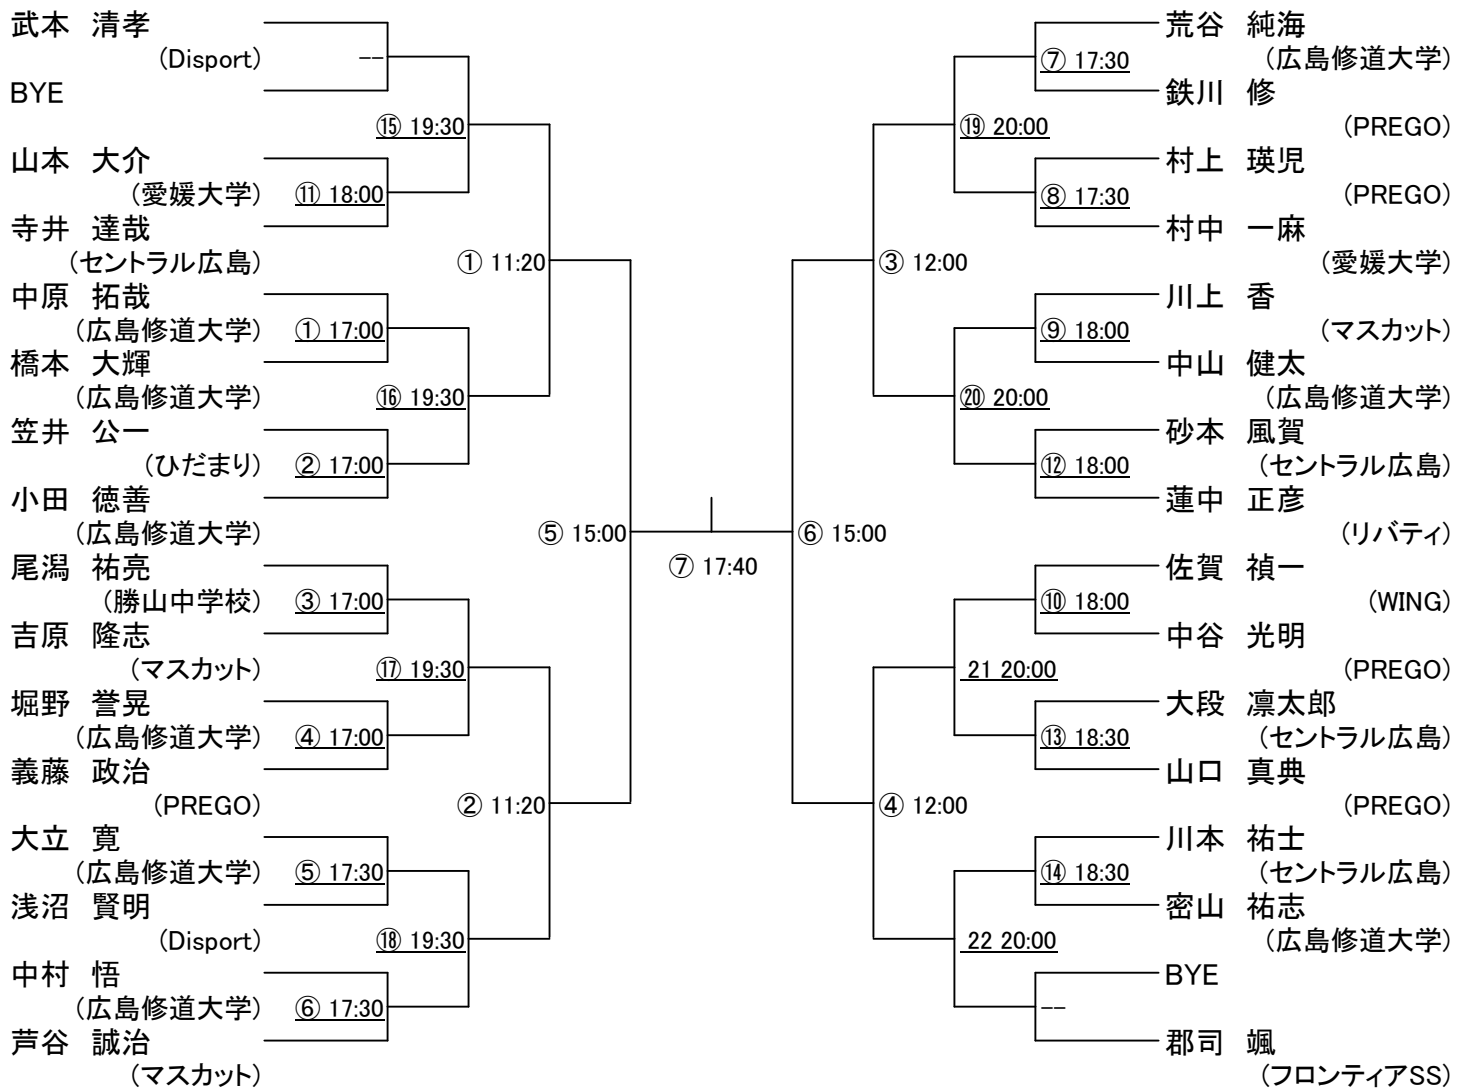 武本 清孝
(Disport)
--
BYE
⑮ 19:30
山本 大介
(愛媛大学)
⑪ 18:00
寺井 達哉
(セントラル広島)
① 11:20
中原 拓哉
(広島修道大学)
① 17:00
橋本 大輝
(広島修道大学)
⑯ 19:30
笠井 公一
(ひだまり)
② 17:00
小田 徳善
(広島修道大学)
⑤ 15:00
尾潟 祐亮
(勝山中学校)
③ 17:00
吉原 隆志
(マスカット)
⑰ 19:30
堀野 誉晃
(広島修道大学)
④ 17:00
義藤 政治
(PREGO)
② 11:20
大立 寛
(広島修道大学)
⑤ 17:30
浅沼 賢明
(Disport)
⑱ 19:30
中村 悟
(広島修道大学)
⑥ 17:30
芦谷 誠治
(マスカット)
⑦ 17:40
荒谷 純海
(広島修道大学)
⑦ 17:30
鉄川 修
(PREGO)
⑲ 20:00
村上 瑛児
(PREGO)
⑧ 17:30
村中 一麻
(愛媛大学)
③ 12:00
川上 香
(マスカット)
⑨ 18:00
中山 健太
(広島修道大学)
⑳ 20:00
砂本 風賀
(セントラル広島)
⑫ 18:00
蓮中 正彦
(リバティ)
⑥ 15:00
佐賀 禎一
(WING)
⑩ 18:00
中谷 光明
(PREGO)
21 20:00
大段 凛太郎
(セントラル広島)
⑬ 18:30
山口 真典
(PREGO)
④ 12:00
川本 祐士
(セントラル広島)
⑭ 18:30
密山 祐志
(広島修道大学)
22 20:00
BYE
--
郡司 颯
(フロンティアSS)